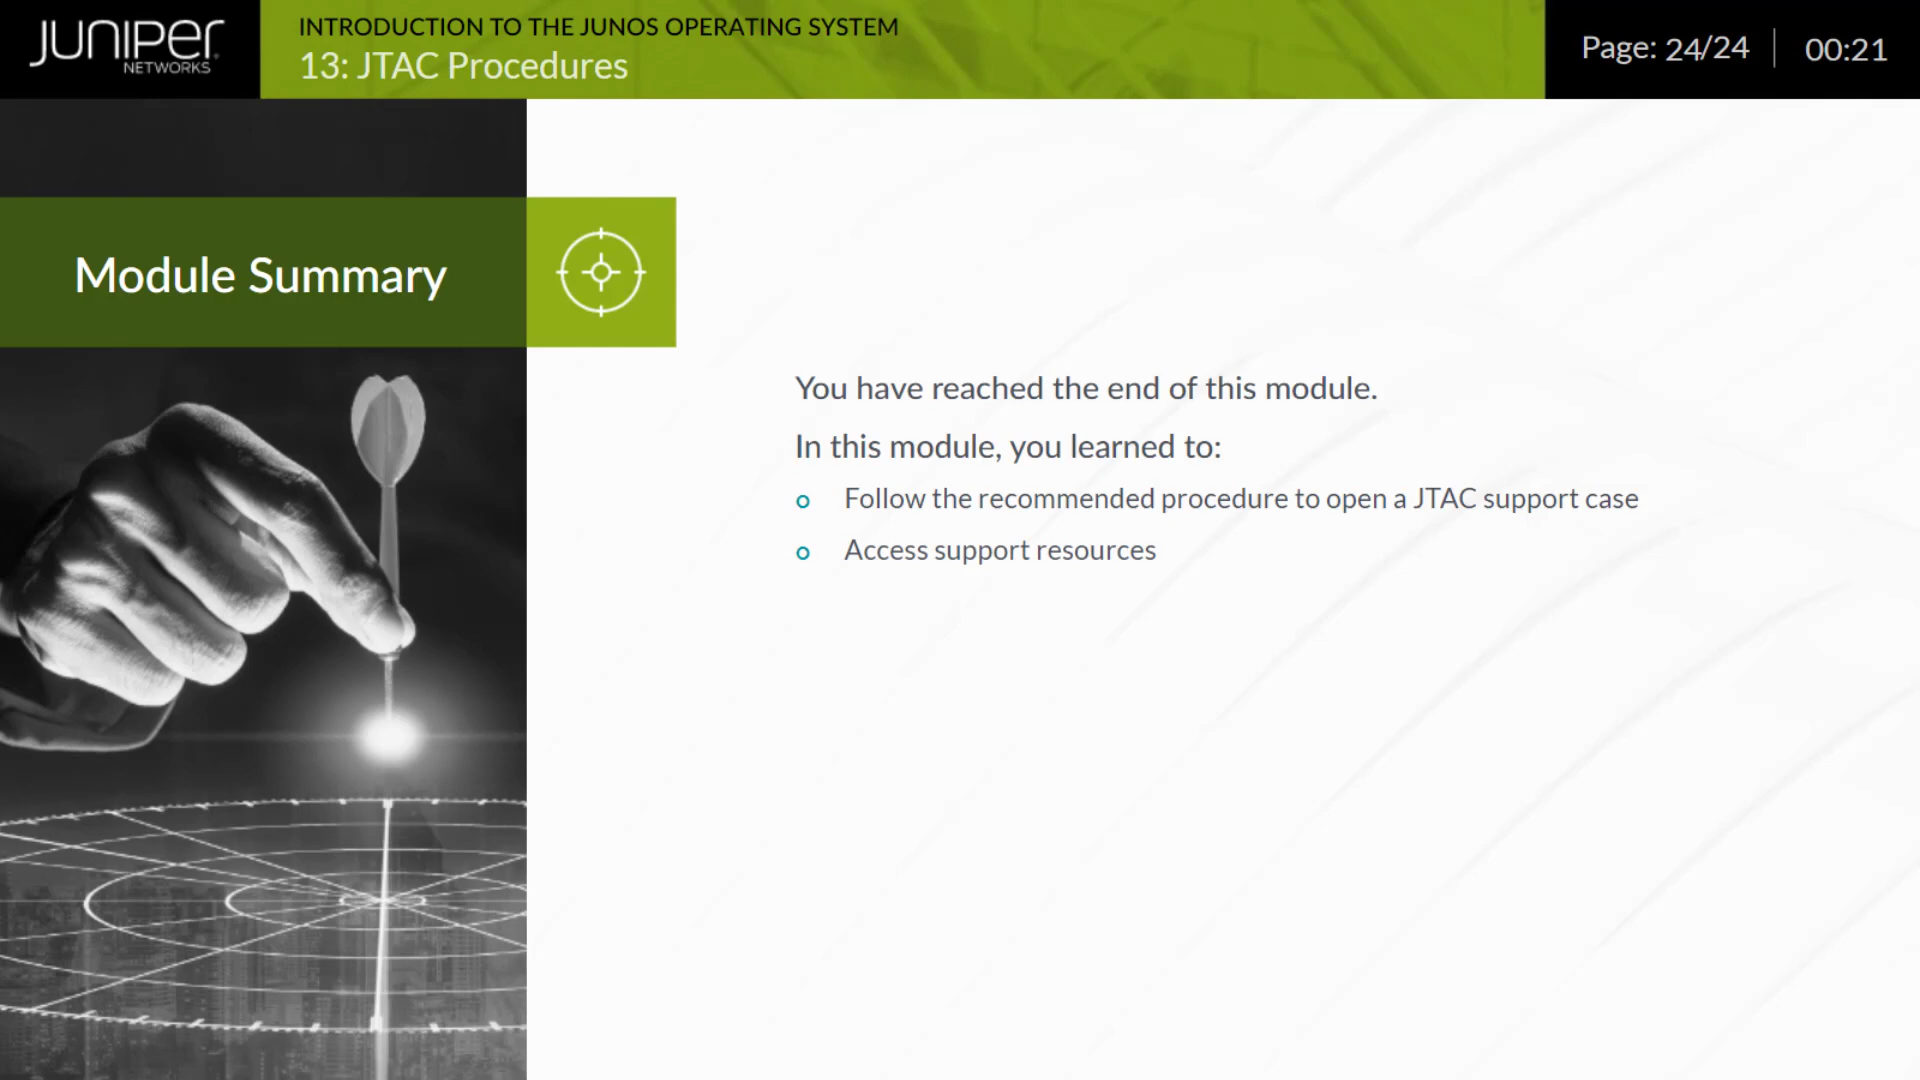 JUNIPER
NETWORKS
INTRODUCTION TO THE JUNOS OPERATING SYSTEM
13: JTAC Procedures
Page: 24/24
00:21
Module Summary
You have reached the end of this module.
In this module, you learned to:
Follow the recommended procedure to open a JTAC support case
Access support resources